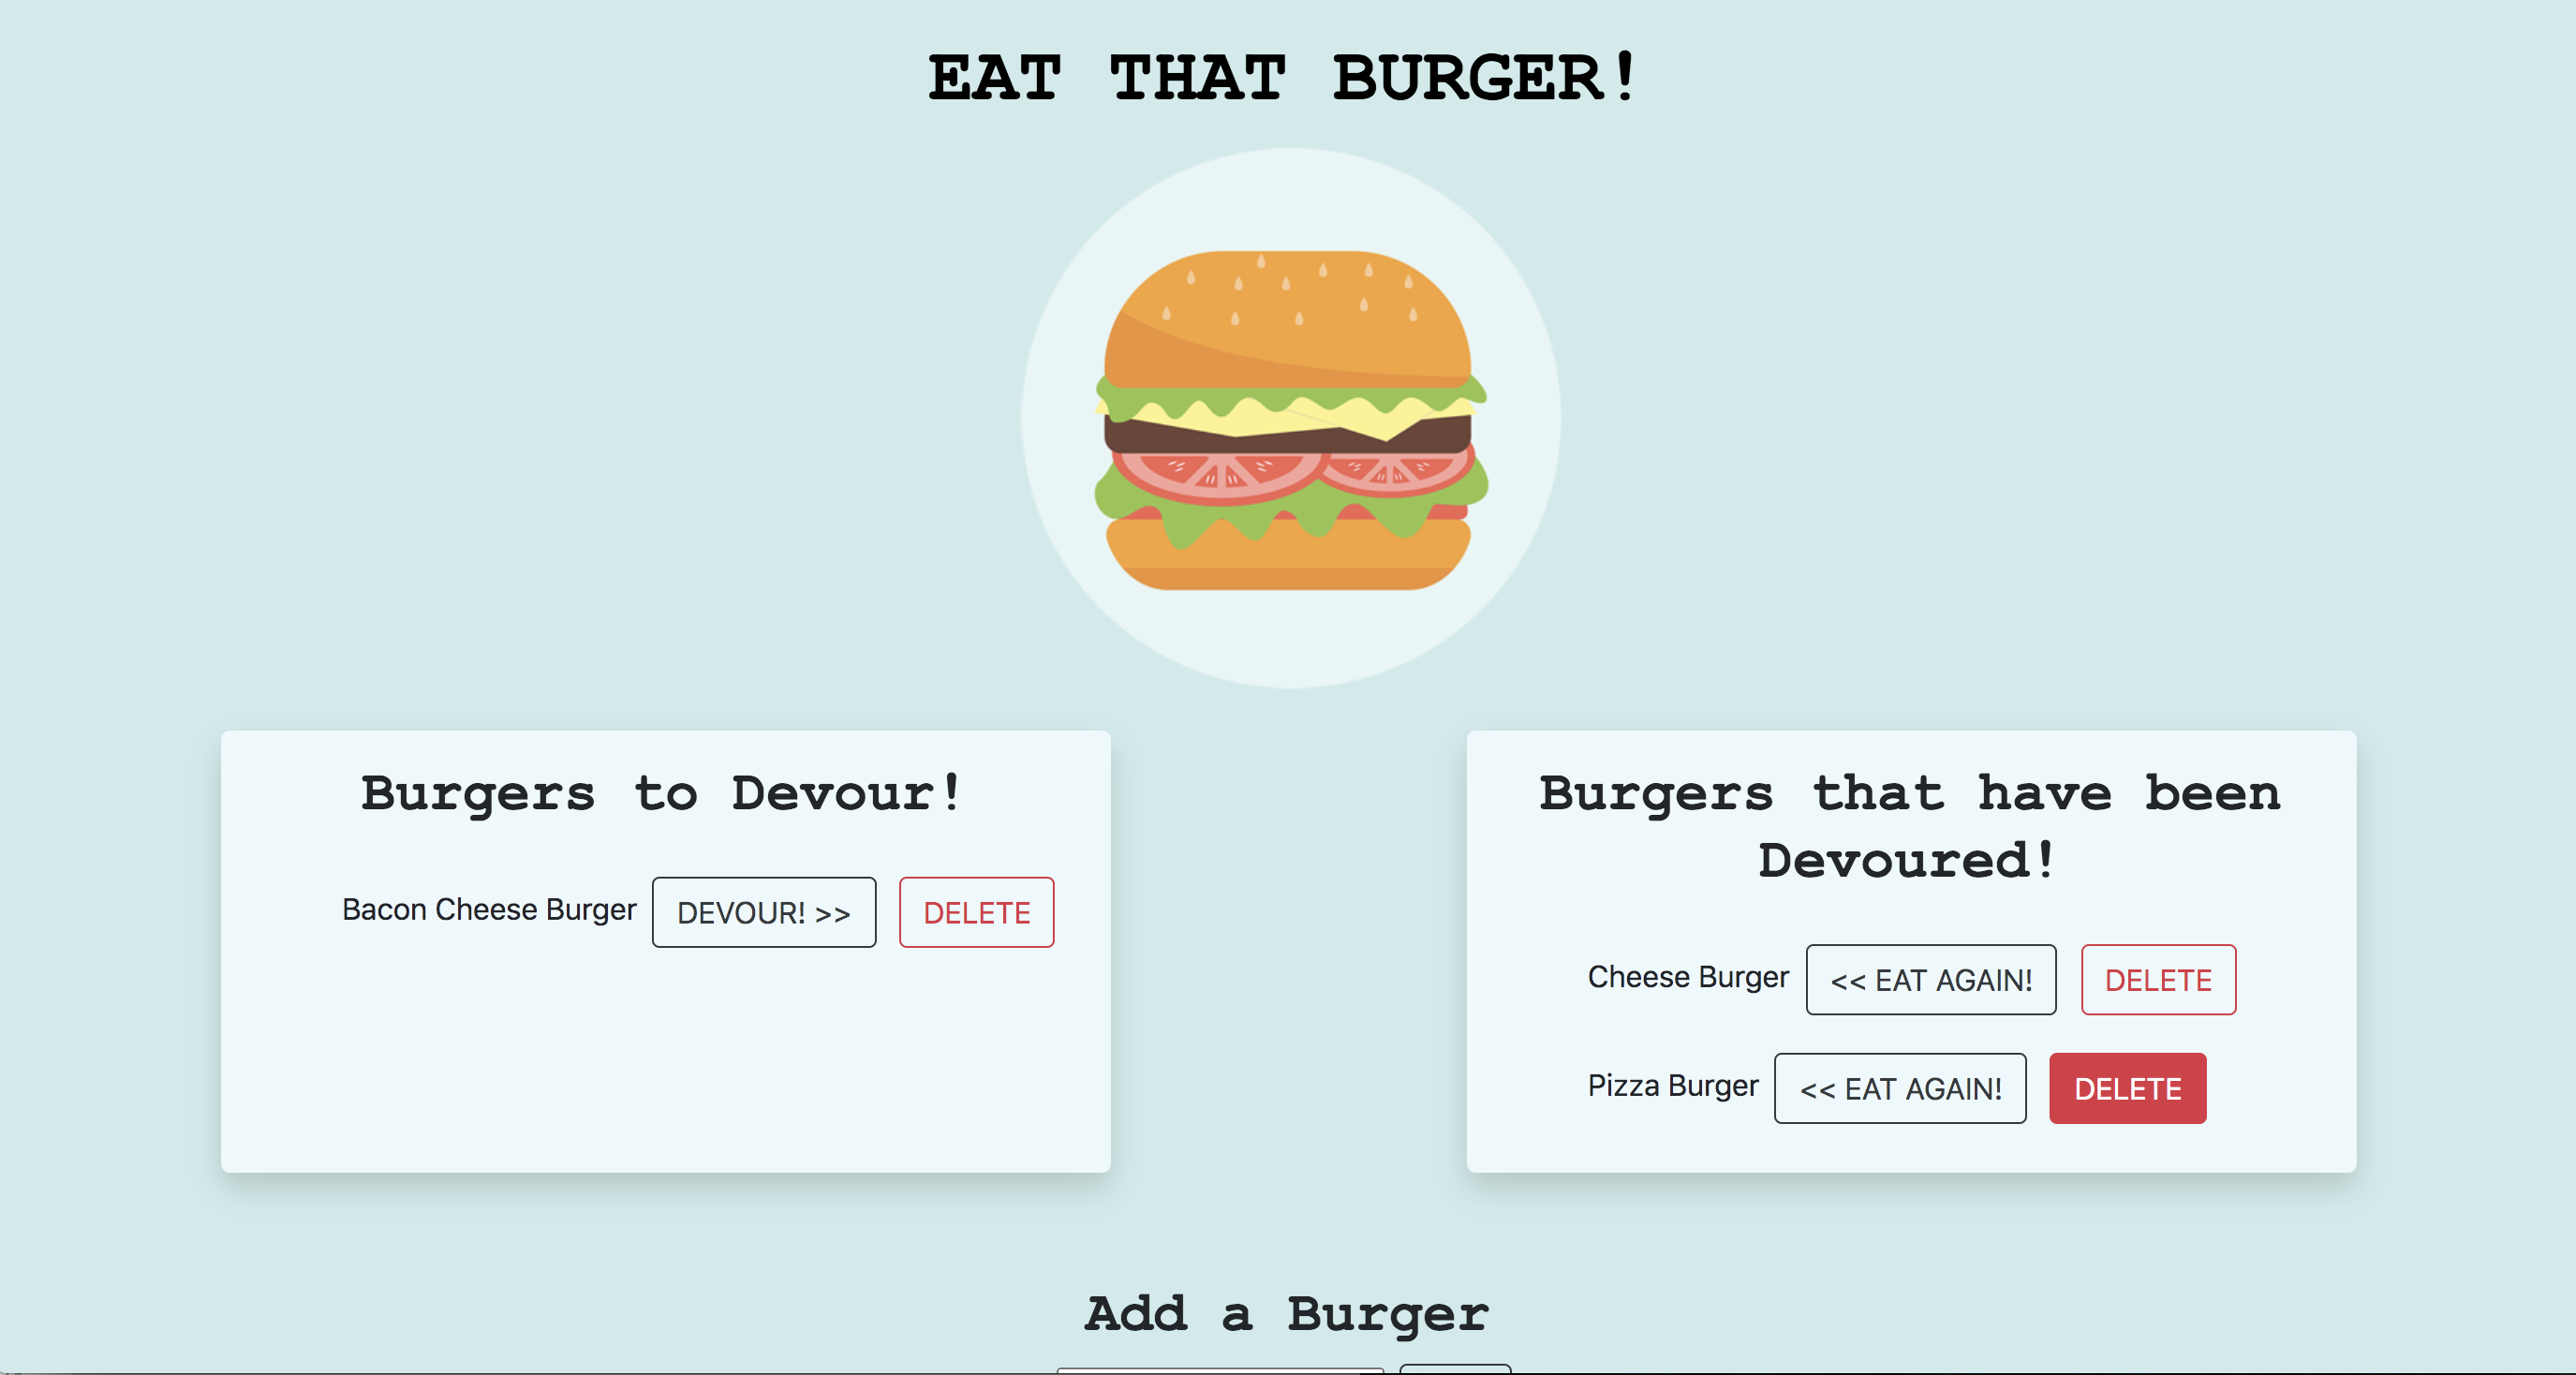 EAT THAT BURGER!
Burgers to Devour!
Bacon Cheese Burger DEVOUR! >> DELETE
Burgers that have been
Devoured!
Cheese Burger << EAT AGAIN! DELETE
Pizza Burger << EAT AGAIN! DELETE
Add a Burger